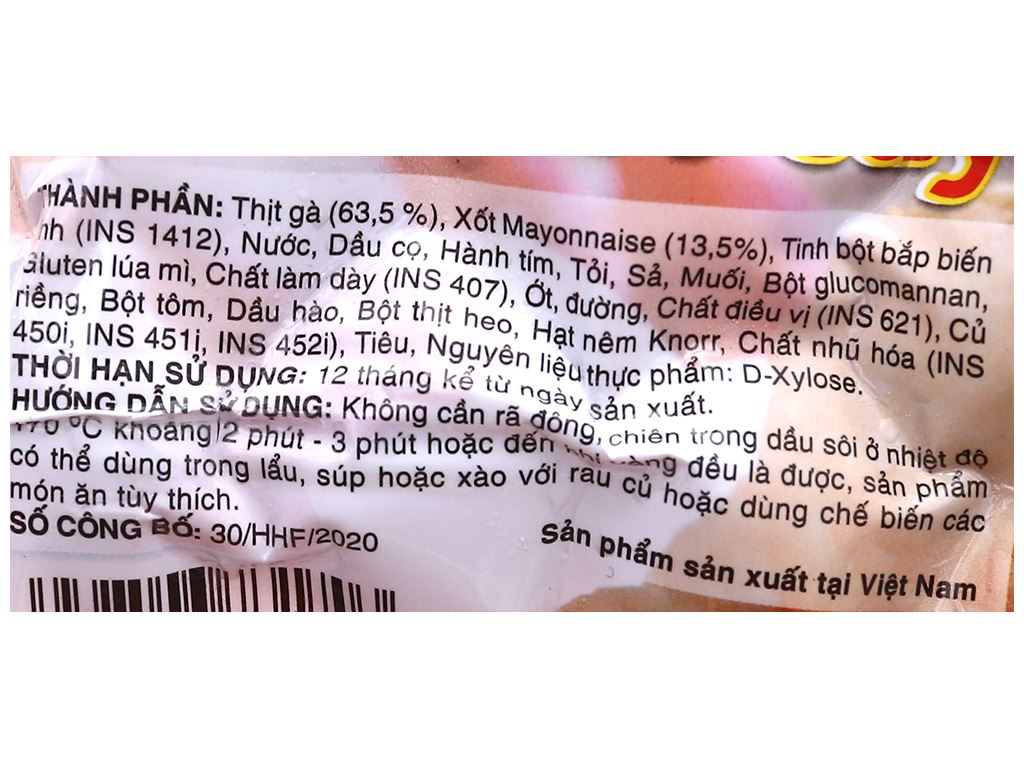 THÀNH PHẦN: Thịt gà (63,5 %), Xốt Mayonnaise (13,5%), Tinh bột bắp biến
(INS 1412), Nước, Dầu cọ, Hành tím, Tỏi, Sả, Muối, Bột glucomannan,
Gluten lúa mì, Chất làm dày (INS 407), Ớt, đường, Chất điều vị (INS 621), Củ
riềng, Bột tôm, Dầu hào, Bột thịt heo, Hạt nêm Knorr, Chất nhũ hóa (INS
450i, INS 451i, INS 452i), Tiêu, Nguyên liệu thực phẩm: D-Xylose.
THỜI HẠN SỬ DỤNG: 12 tháng kể từ ngày sản xuất.
HƯỚNG DẪN SỬ DỤNG: Không cần rã đông, chiên trong dầu sôi ở nhiệt độ
170 ºC khoảng 2 phút - 3 phút hoặc đến đều là được, sản phẩm
có thể dùng trong lẩu, súp hoặc xào với rau củ hoặc dùng chế biến các
món ăn tùy thích.
SỐ CÔNG BỐ: 30/HHF/2020
Sản phẩm sản xuất tại Việt Nam